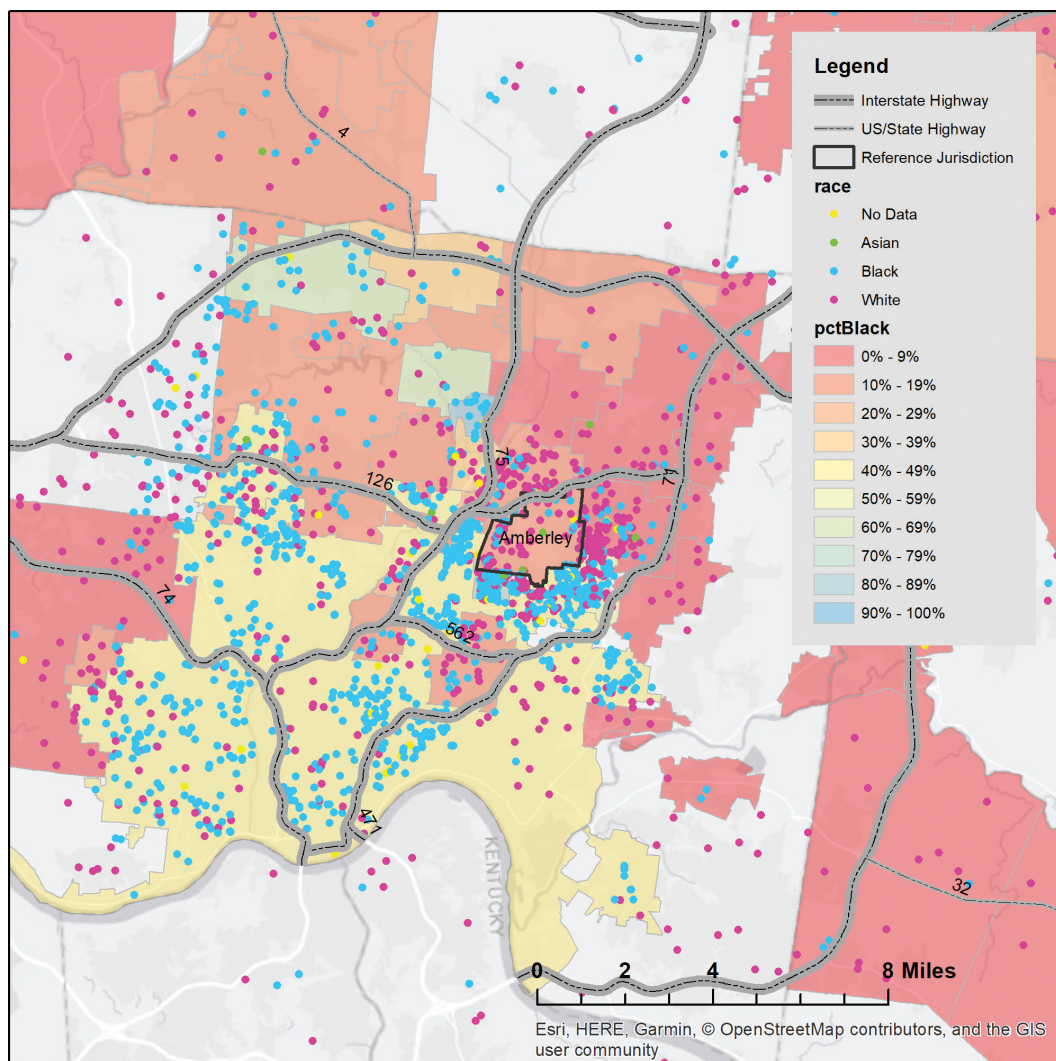 Legend
Interstate Highway
US/State Highway
Reference Jurisdiction
race
No Data
Asian
Black
White
pctBlack
0% - 9%
10% - 19%
20% - 29%
30% - 39%
40% - 49%
50% - 59%
60% - 69%
70% - 79%
80% - 89%
90% - 100%
4
75
71
126
Amberley
74
562
471
KENTUCKY
32
0 2 4 8 Miles
Esri, HERE, Garmin, © OpenStreetMap contributors, and the GIS
user community